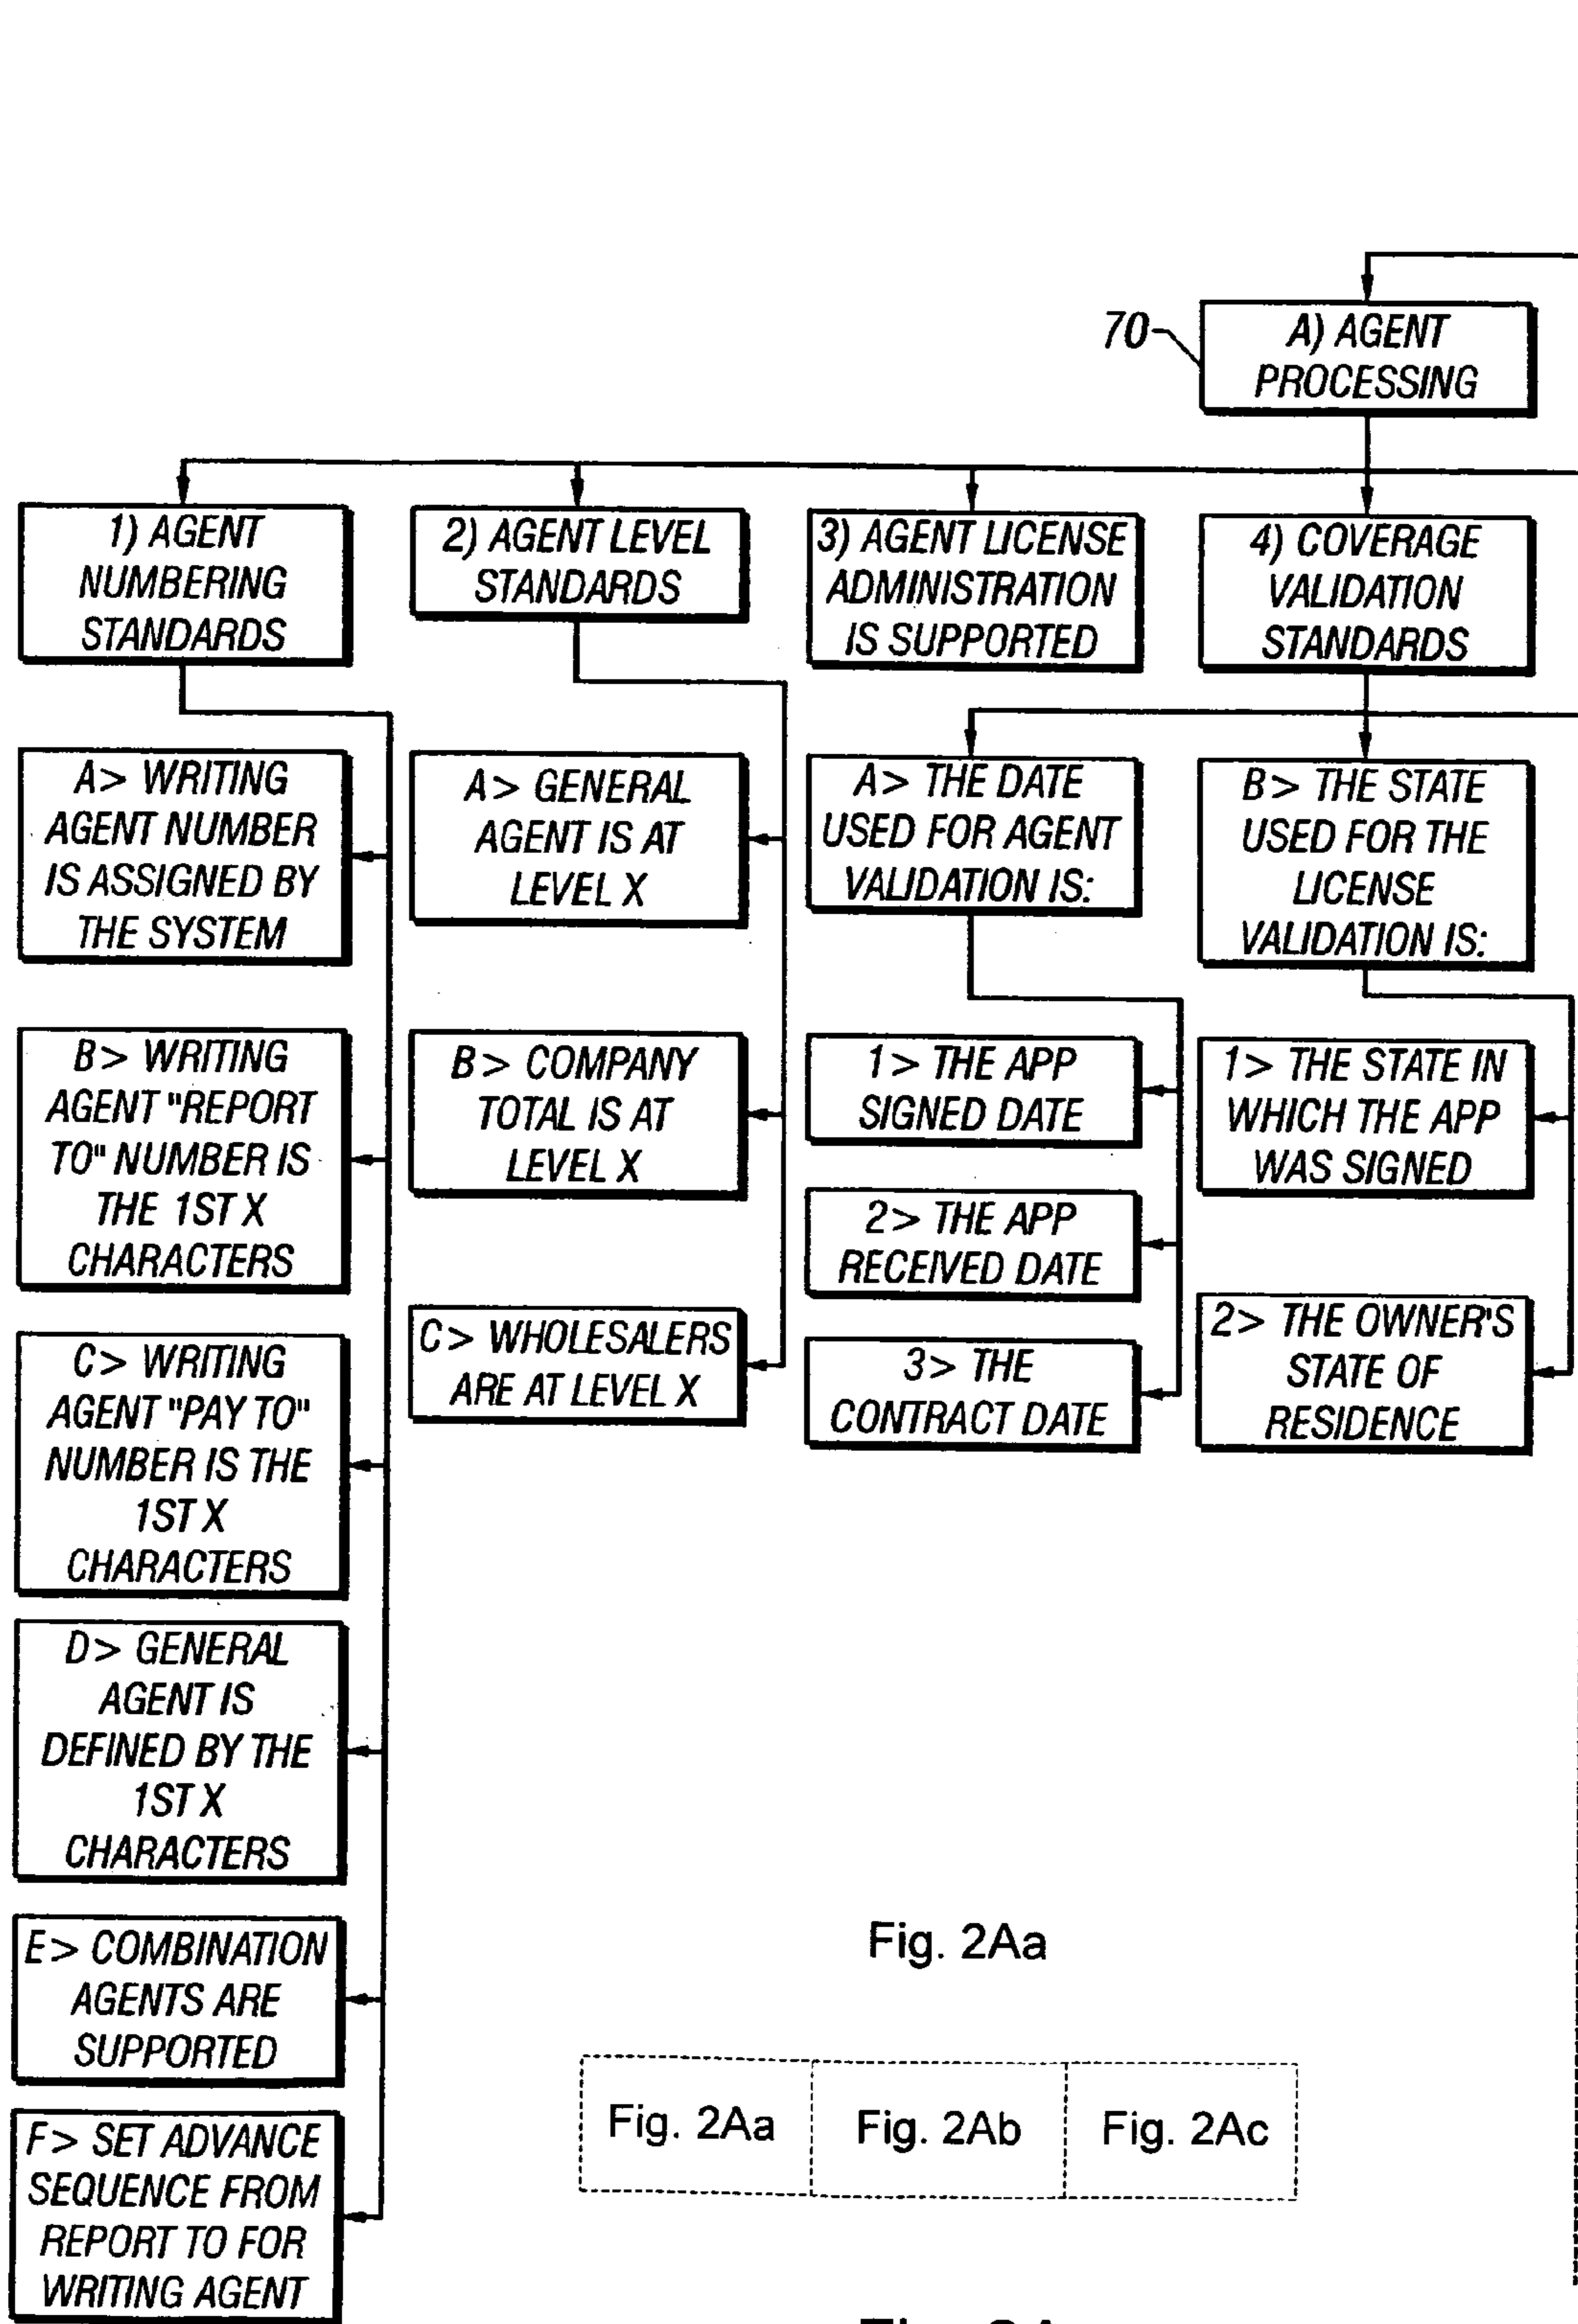 70
A) AGENT
PROCESSING
1) AGENT
NUMBERING
STANDARDS
2) AGENT LEVEL
STANDARDS
3) AGENT LICENSE
ADMINISTRATION
IS SUPPORTED
4) COVERAGE
VALIDATION
STANDARDS
A> WRITING
AGENT NUMBER
IS ASSIGNED BY
THE SYSTEM
B> WRITING
AGENT "REPORT
TO" NUMBER IS
THE 1ST X
CHARACTERS
C> WRITING
AGENT "PAY TO"
NUMBER IS THE
1ST X
CHARACTERS
D> GENERAL
AGENT IS
DEFINED BY THE
1ST X
CHARACTERS
E> COMBINATION
AGENTS ARE
SUPPORTED
F> SET ADVANCE
SEQUENCE FROM
REPORT TO FOR
WRITING AGENT
A> GENERAL
AGENT IS AT
LEVEL X
B> COMPANY
TOTAL IS AT
LEVEL X
C> WHOLESALERS
ARE AT LEVEL X
A> THE DATE
USED FOR AGENT
VALIDATION IS:
1> THE APP
SIGNED DATE
2> THE APP
RECEIVED DATE
3> THE
CONTRACT DATE
B> THE STATE
USED FOR THE
LICENSE
VALIDATION IS:
1> THE STATE IN
WHICH THE APP
WAS SIGNED
2> THE OWNER'S
STATE OF
RESIDENCE
Fig. 2Aa
Fig. 2Aa
Fig. 2Ab
Fig. 2Ac